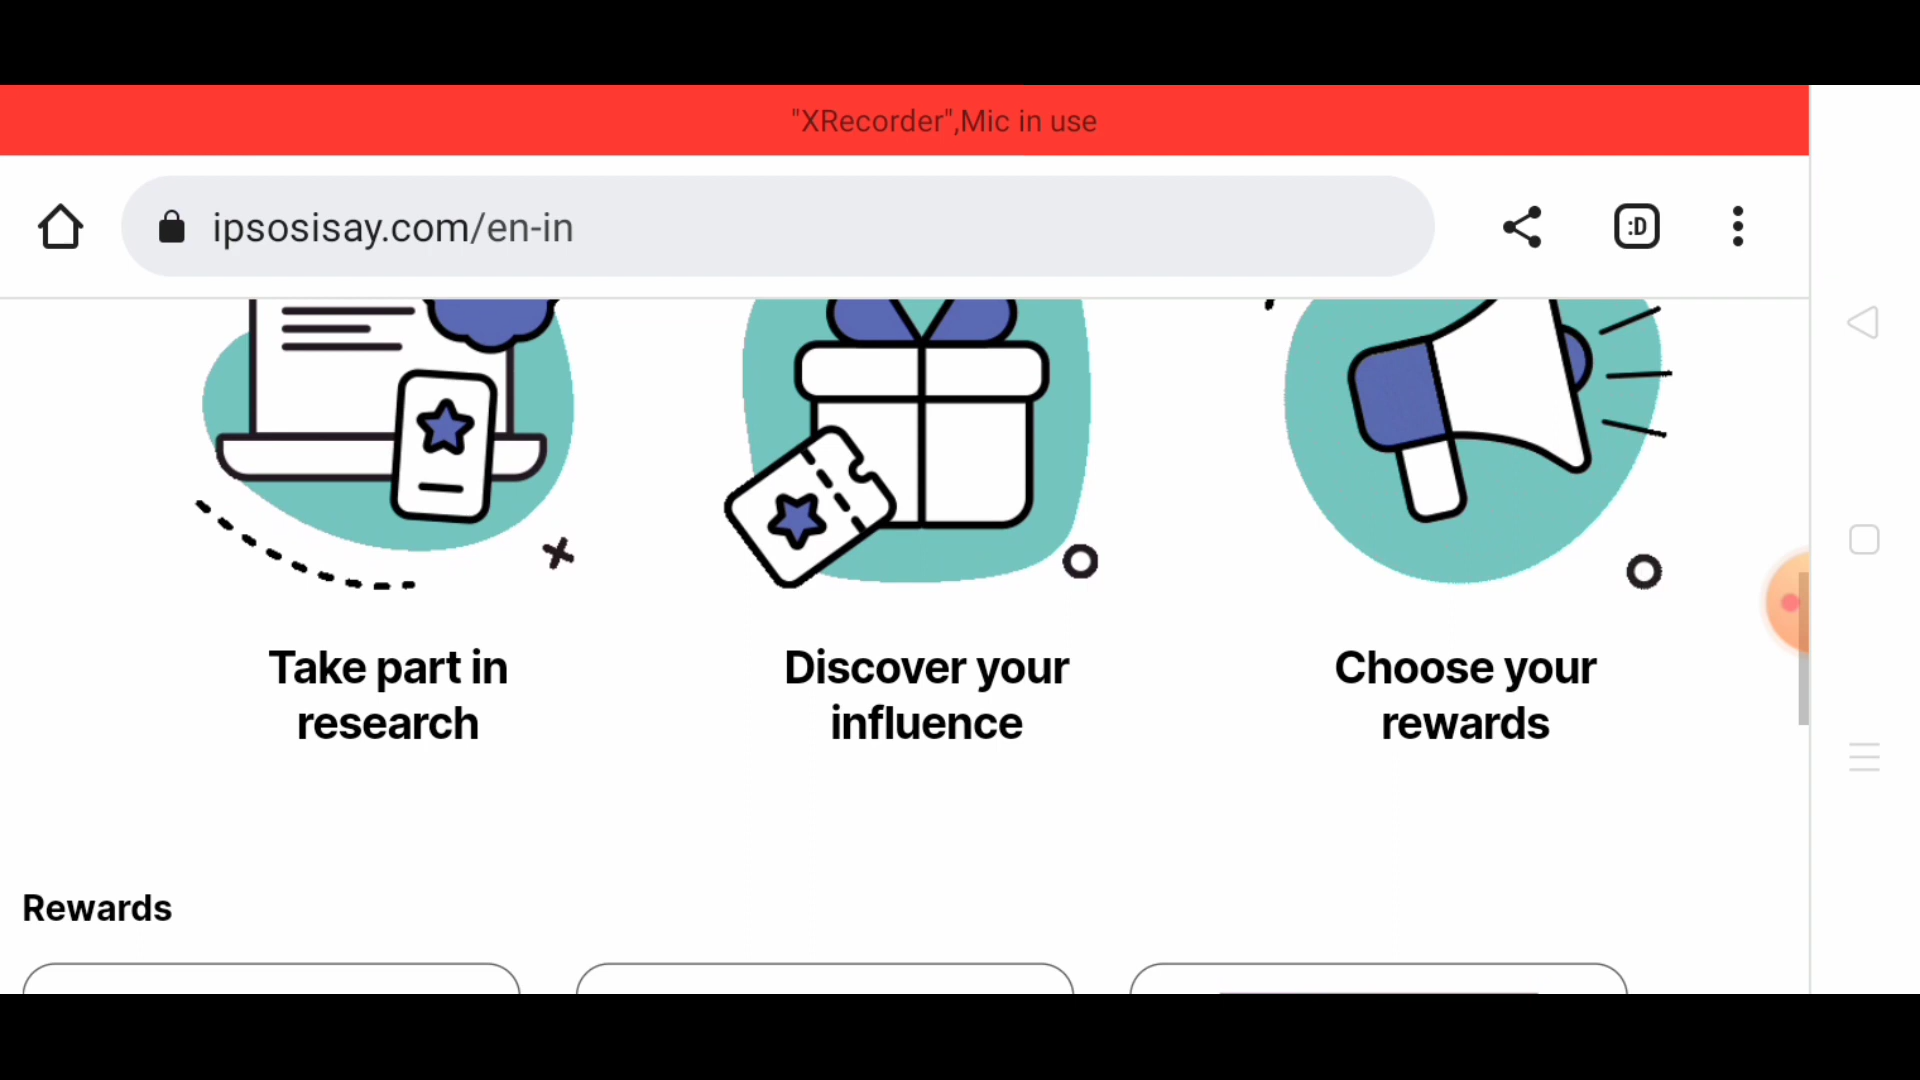 "XRecorder",Mic in use
ipsosisay.com/en-in
:D
Take part in
research
Discover your
influence
Choose your
rewards
Rewards